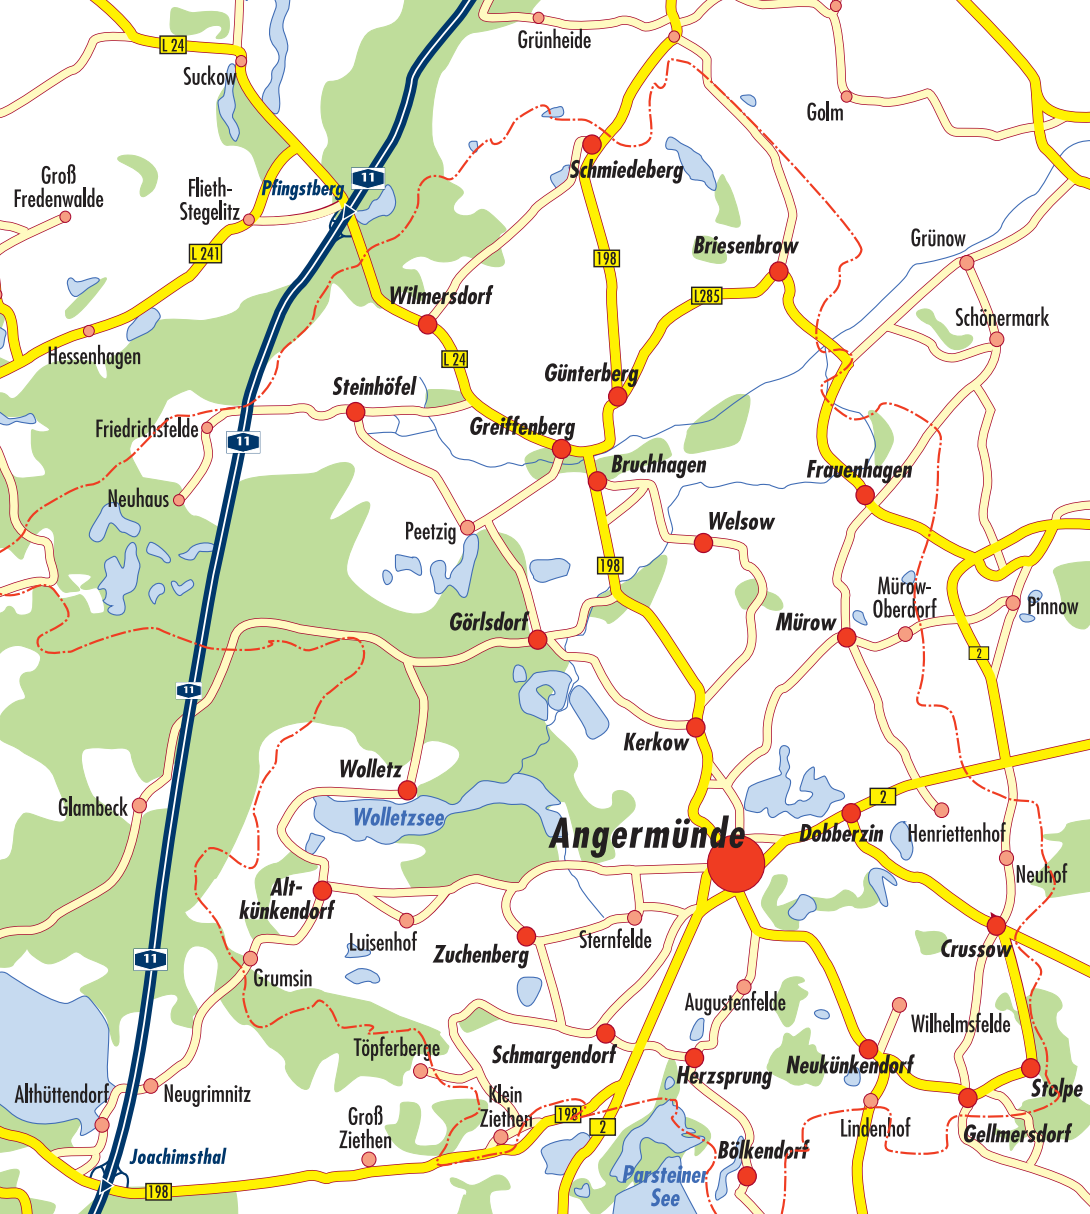 Grünheide
L 24
Suckow
Golm
Groß
Fredenwalde
Flieth-
Stegelitz
Pfingstberg
11
Schmiedeberg
L 241
198
Briesenbrow
Grünow
Wilmersdorf
L285
Schönermark
Hessenhagen
L 24
Steinhöfel
Günterberg
Friedrichsfelde
11
Greiffenberg
Bruchhagen
Frauenhagen
Neuhaus
Peetzig
Welsow
198
Mürow-
Oberdorf
Pinnow
Görlsdorf
Mürow
2
11
Kerkow
Wolletz
Glambeck
Wolletzsee
2
Angermünde
Dobberzin
Henriettenhof
Neuhof
Alt-
künkendorf
Luisenhof
Zuchenberg
Sternfelde
Crussow
11
Grumsin
Augustenfelde
Wilhelmsfelde
Töpferberge
Schmargendorf
Herzsprung
Neukünkendorf
Stolpe
Althüttendorf
Neugrimnitz
Klein
Ziethen
198
2
Groß
Ziethen
Lindenhof
Gellmersdorf
Joachimsthal
Bölkendorf
Parsteiner
See
198